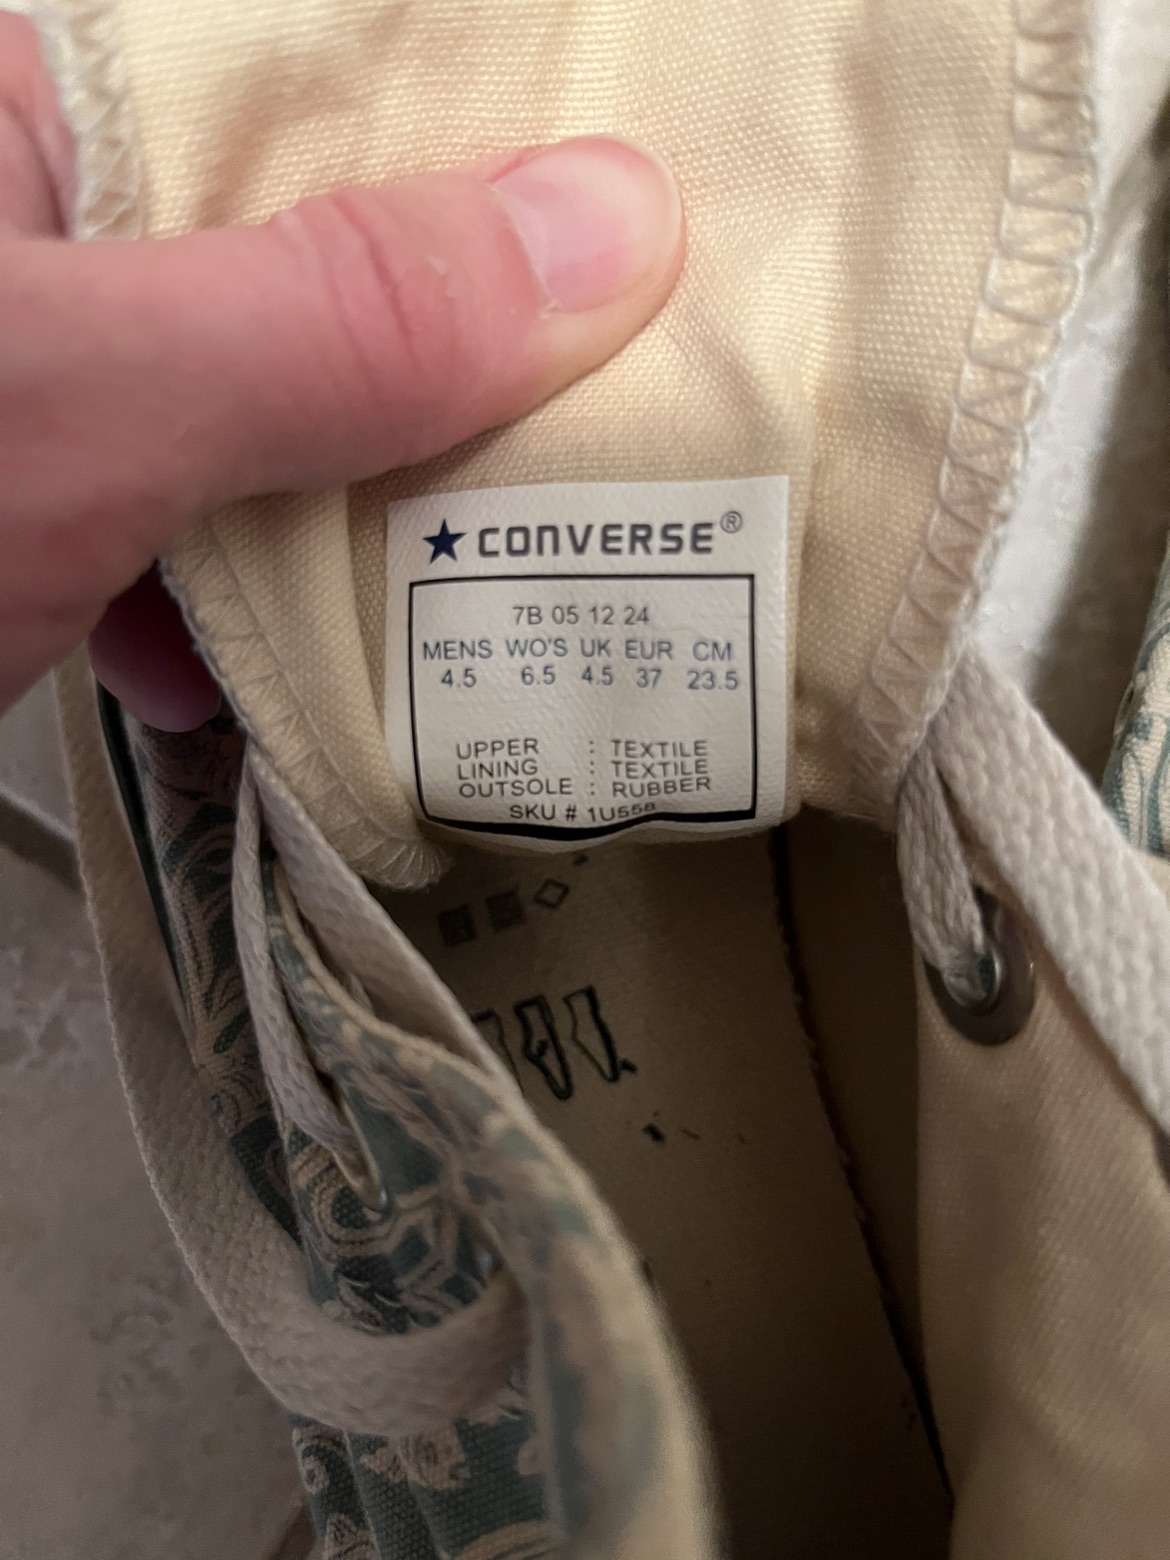 CONVERSE®
7B 05 12 24
MENS WO'S UK EUR CM
4.5 6.5 4.5 37 23.5
UPPER : TEXTILE
LINING : TEXTILE
OUTSOLE : RUBBER
SKU # 1U558